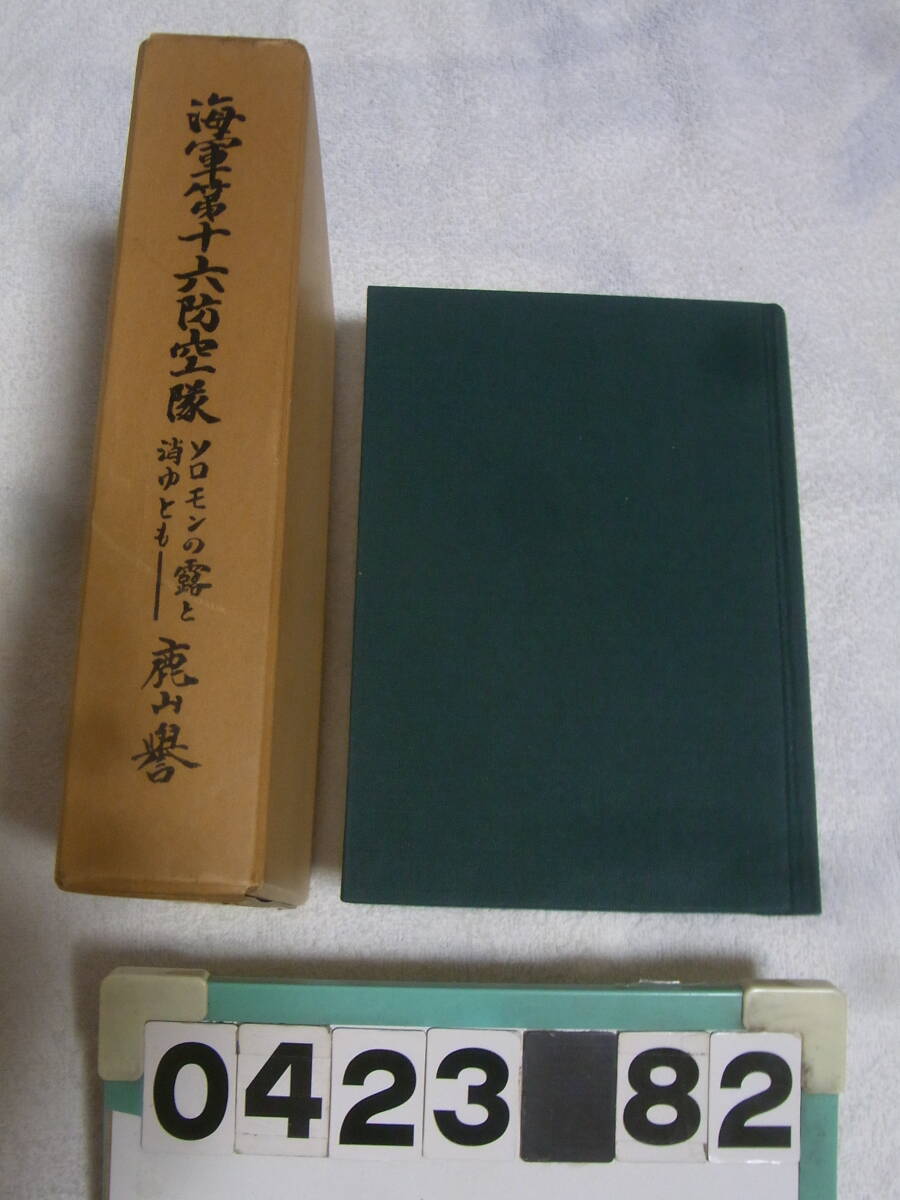 海軍第十六防空隊
ソロモンの露と
消ゆとも――
鹿山譽
0423 82